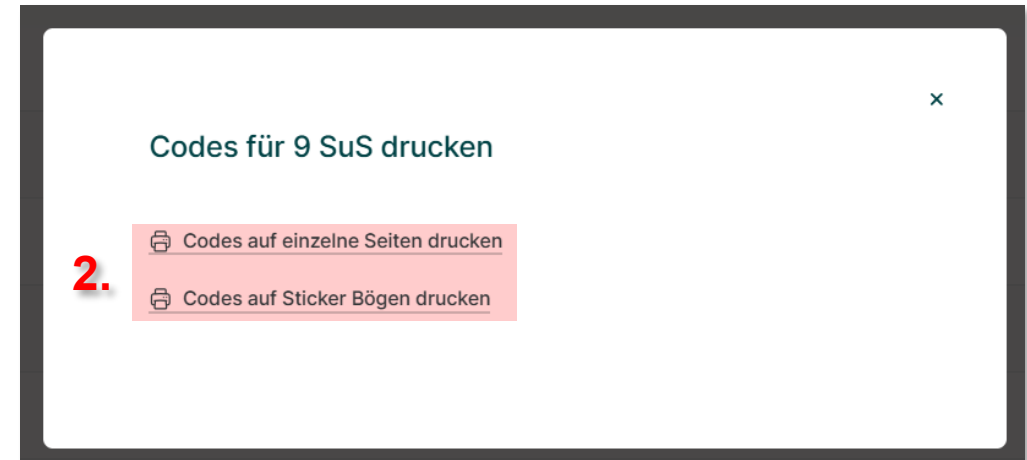 ×
Codes für 9 SuS drucken
Codes auf einzelne Seiten drucken
2.
Codes auf Sticker Bögen drucken